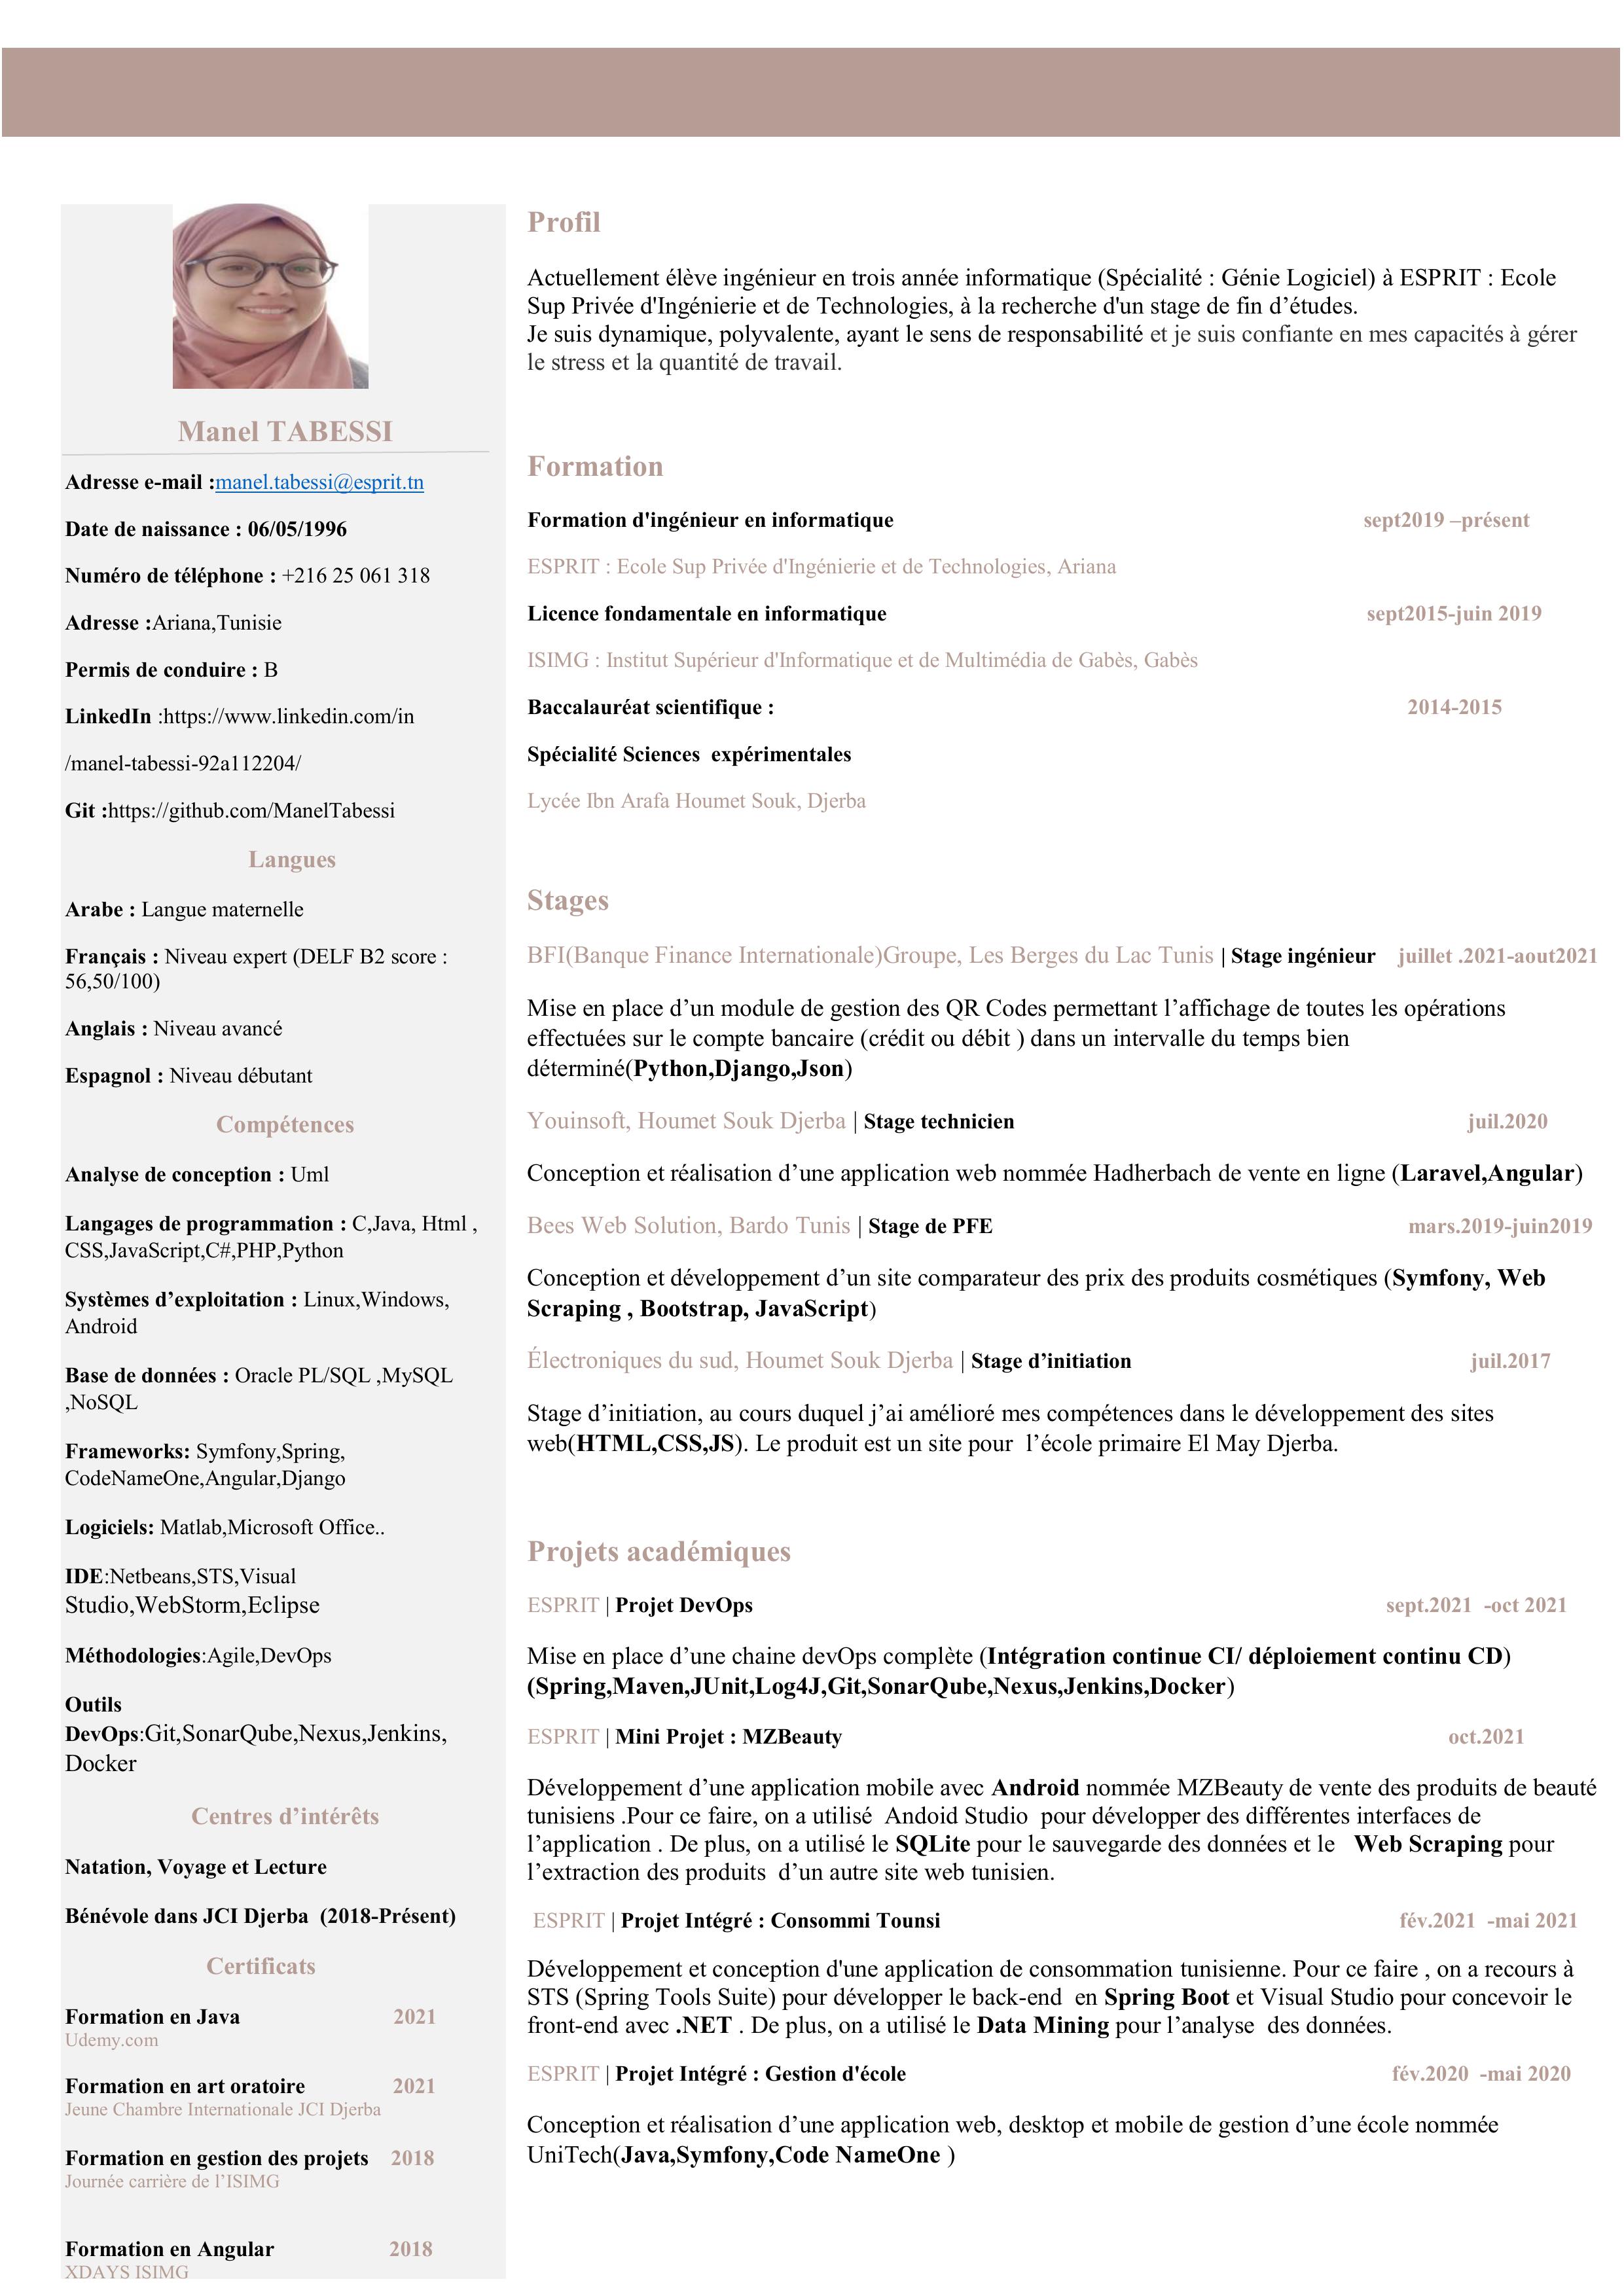 Manel TABESSI
Adresse e-mail :manel.tabessi@esprit.tn
Date de naissance : 06/05/1996
Numéro de téléphone : +216 25 061 318
Adresse :Ariana,Tunisie
Permis de conduire : B
LinkedIn :https://www.linkedin.com/in
/manel-tabessi-92a112204/
Git :https://github.com/ManelTabessi
Langues
Arabe : Langue maternelle
Français : Niveau expert (DELF B2 score :
56,50/100)
Anglais : Niveau avancé
Espagnol : Niveau débutant
Compétences
Analyse de conception : Uml
Langages de programmation : C,Java, Html ,
CSS,JavaScript,C#,PHP,Python
Systèmes d’exploitation : Linux,Windows,
Android
Base de données : Oracle PL/SQL ,MySQL
,NoSQL
Frameworks: Symfony,Spring,
CodeNameOne,Angular,Django
Logiciels: Matlab,Microsoft Office..
IDE:Netbeans,STS,Visual
Studio,WebStorm,Eclipse
Méthodologies:Agile,DevOps
Outils
DevOps:Git,SonarQube,Nexus,Jenkins,
Docker
Centres d’intérêts
Natation, Voyage et Lecture
Bénévole dans JCI Djerba (2018-Présent)
Certificats
Formation en Java 2021
Udemy.com
Formation en art oratoire 2021
Jeune Chambre Internationale JCI Djerba
Formation en gestion des projets 2018
Journée carrière de l’ISIMG
Formation en Angular 2018
XDAYS ISIMG
Profil
Actuellement élève ingénieur en trois année informatique (Spécialité : Génie Logiciel) à ESPRIT : Ecole
Sup Privée d'Ingénierie et de Technologies, à la recherche d'un stage de fin d’études.
Je suis dynamique, polyvalente, ayant le sens de responsabilité et je suis confiante en mes capacités à gérer
le stress et la quantité de travail.
Formation
Formation d'ingénieur en informatique sept2019 –présent
ESPRIT : Ecole Sup Privée d'Ingénierie et de Technologies, Ariana
Licence fondamentale en informatique sept2015-juin 2019
ISIMG : Institut Supérieur d'Informatique et de Multimédia de Gabès, Gabès
Baccalauréat scientifique : 2014-2015
Spécialité Sciences expérimentales
Lycée Ibn Arafa Houmet Souk, Djerba
Stages
BFI(Banque Finance Internationale)Groupe, Les Berges du Lac Tunis | Stage ingénieur juillet .2021-aout2021
Mise en place d’un module de gestion des QR Codes permettant l’affichage de toutes les opérations
effectuées sur le compte bancaire (crédit ou débit ) dans un intervalle du temps bien
déterminé(Python,Django,Json)
Youinsoft, Houmet Souk Djerba | Stage technicien juil.2020
Conception et réalisation d’une application web nommée Hadherbach de vente en ligne (Laravel,Angular)
Bees Web Solution, Bardo Tunis | Stage de PFE mars.2019-juin2019
Conception et développement d’un site comparateur des prix des produits cosmétiques (Symfony, Web
Scraping , Bootstrap, JavaScript)
Électroniques du sud, Houmet Souk Djerba | Stage d’initiation juil.2017
Stage d’initiation, au cours duquel j’ai amélioré mes compétences dans le développement des sites
web(HTML,CSS,JS). Le produit est un site pour l’école primaire El May Djerba.
Projets académiques
ESPRIT | Projet DevOps sept.2021 -oct 2021
Mise en place d’une chaine devOps complète (Intégration continue CI/ déploiement continu CD)
(Spring,Maven,JUnit,Log4J,Git,SonarQube,Nexus,Jenkins,Docker)
ESPRIT | Mini Projet : MZBeauty oct.2021
Développement d’une application mobile avec Android nommée MZBeauty de vente des produits de beauté
tunisiens .Pour ce faire, on a utilisé Andoid Studio pour développer des différentes interfaces de
l’application . De plus, on a utilisé le SQLite pour le sauvegarde des données et le Web Scraping pour
l’extraction des produits d’un autre site web tunisien.
ESPRIT | Projet Intégré : Consommi Tounsi fév.2021 -mai 2021
Développement et conception d'une application de consommation tunisienne. Pour ce faire , on a recours à
STS (Spring Tools Suite) pour développer le back-end en Spring Boot et Visual Studio pour concevoir le
front-end avec .NET . De plus, on a utilisé le Data Mining pour l’analyse des données.
ESPRIT | Projet Intégré : Gestion d'école fév.2020 -mai 2020
Conception et réalisation d’une application web, desktop et mobile de gestion d’une école nommée
UniTech(Java,Symfony,Code NameOne )